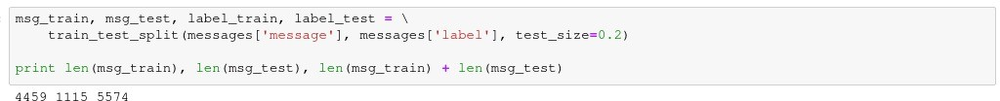 msg_train, msg_test, label_train, label_test = \
    train_test_split(messages['message'], messages['label'], test_size=0.2)
print len(msg_train), len(msg_test), len(msg_train) + len(msg_test)
4459 1115 5574